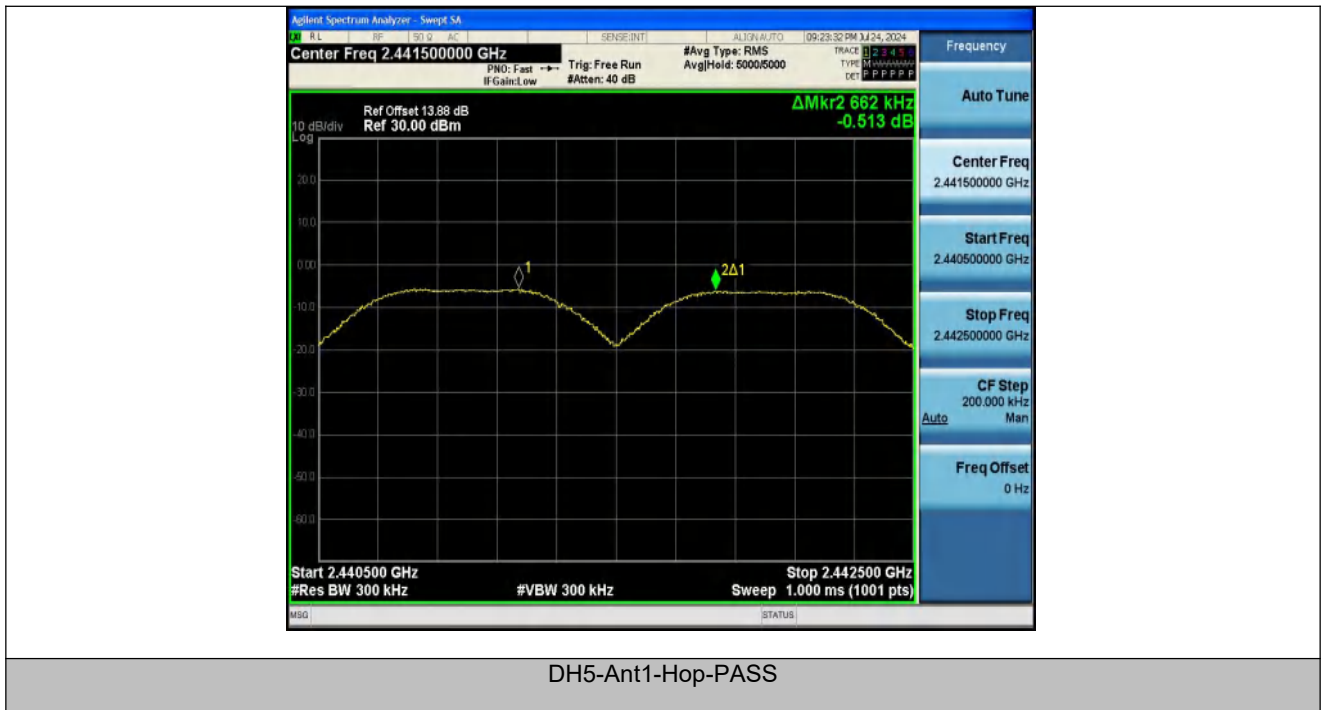 Agilent Spectrum Analyzer - Swept SA
RL RF 50 Ω AC SENSE:INT ALIGN AUTO 09:23:32 PM Jul 24, 2024
Center Freq 2.441500000 GHz
PNO: Fast
IFGain:Low
Trig: Free Run
#Atten: 40 dB
#Avg Type: RMS
Avg|Hold: 5000/5000
TRACE 1 2 3 4 5 6
TYPE M
DET P P P P P P
Frequency
ΔMkr2 662 kHz
-0.513 dB
Ref Offset 13.88 dB
10 dB/div Ref 30.00 dBm
Log
20.0
10.0
0.00
-10.0
-20.0
-30.0
-40.0
-50.0
-60.0
1
2Δ1
Start 2.440500 GHz Stop 2.442500 GHz
#Res BW 300 kHz #VBW 300 kHz Sweep 1.000 ms (1001 pts)
Auto Tune
Center Freq
2.441500000 GHz
Start Freq
2.440500000 GHz
Stop Freq
2.442500000 GHz
CF Step
200.000 kHz
Auto Man
Freq Offset
0 Hz
MSG STATUS
DH5-Ant1-Hop-PASS